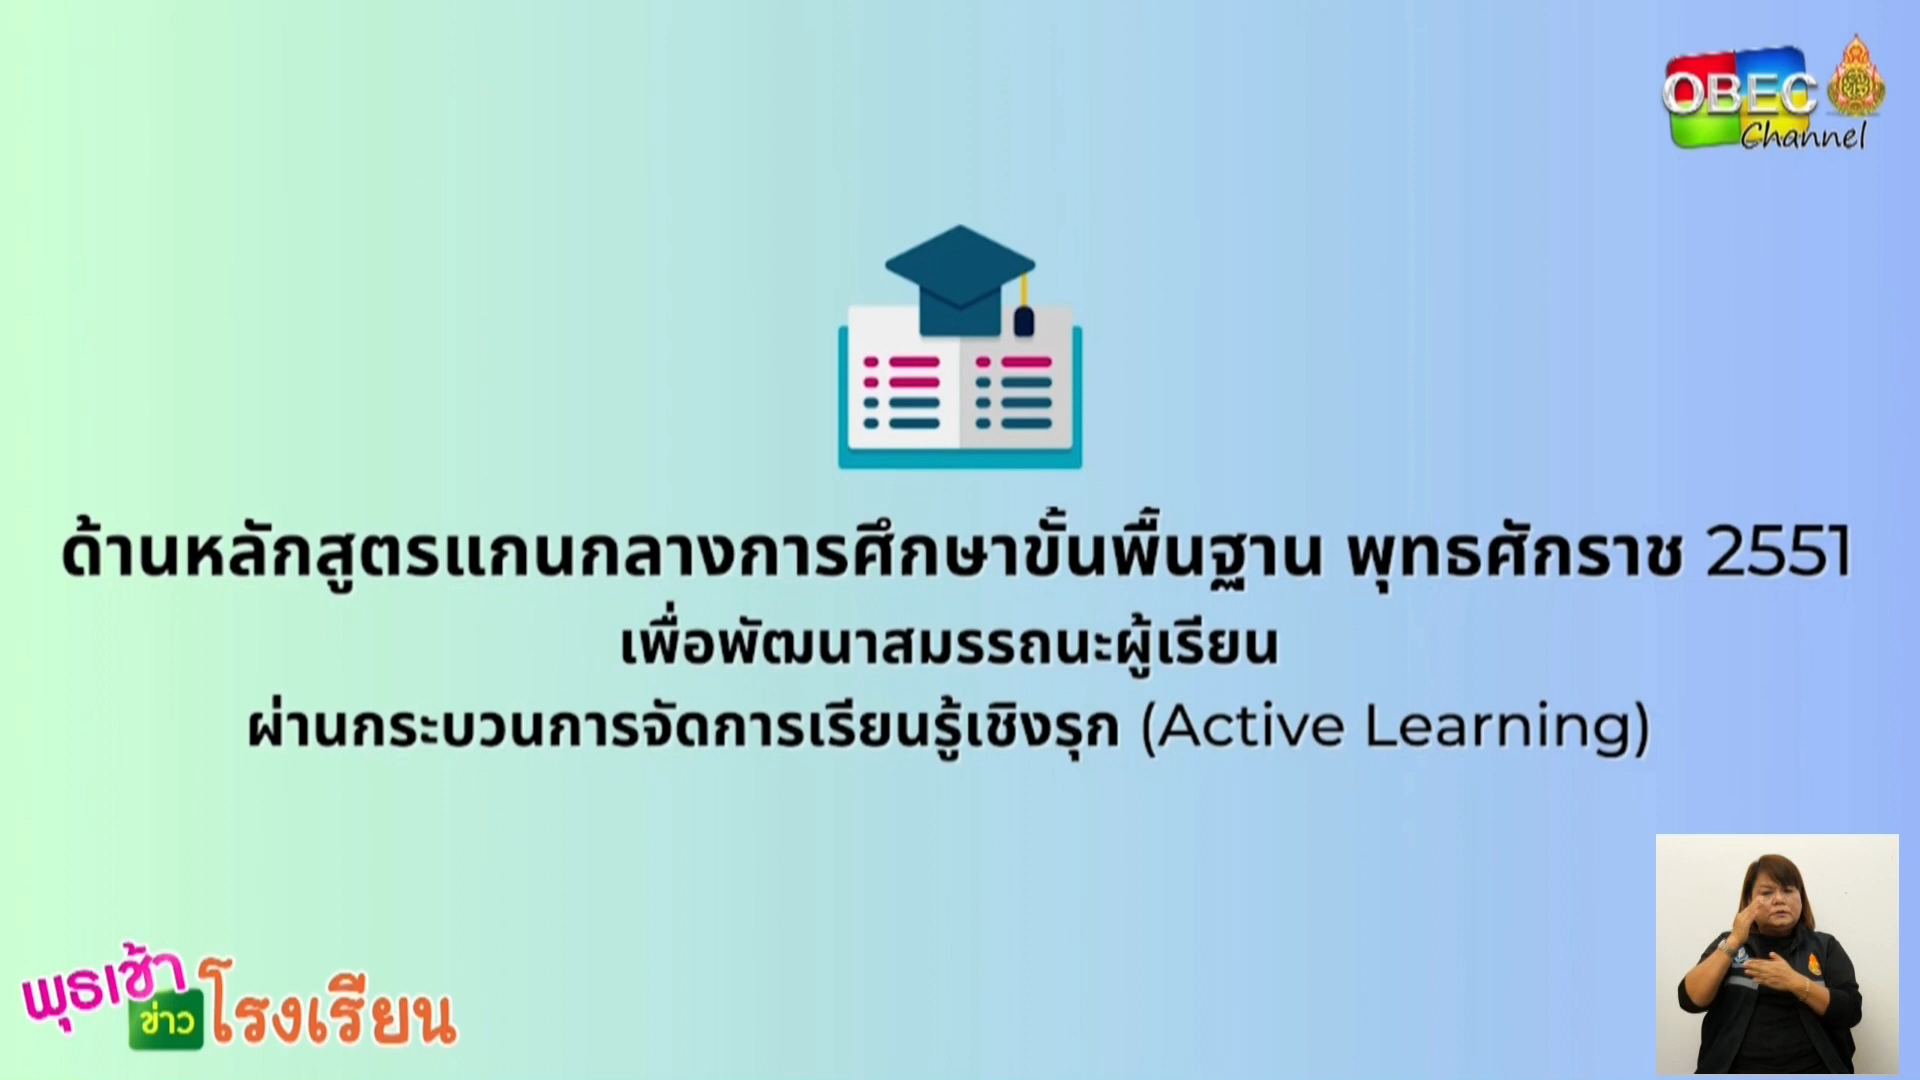 OBEC
Channel
ด้านหลักสูตรแกนกลางการศึกษาขั้นพื้นฐาน พุทธศักราช 2551
เพื่อพัฒนาสมรรถนะผู้เรียน
ผ่านกระบวนการจัดการเรียนรู้เชิงรุก (Active Learning)
พุธเช้า
ข่าว
โรงเรียน